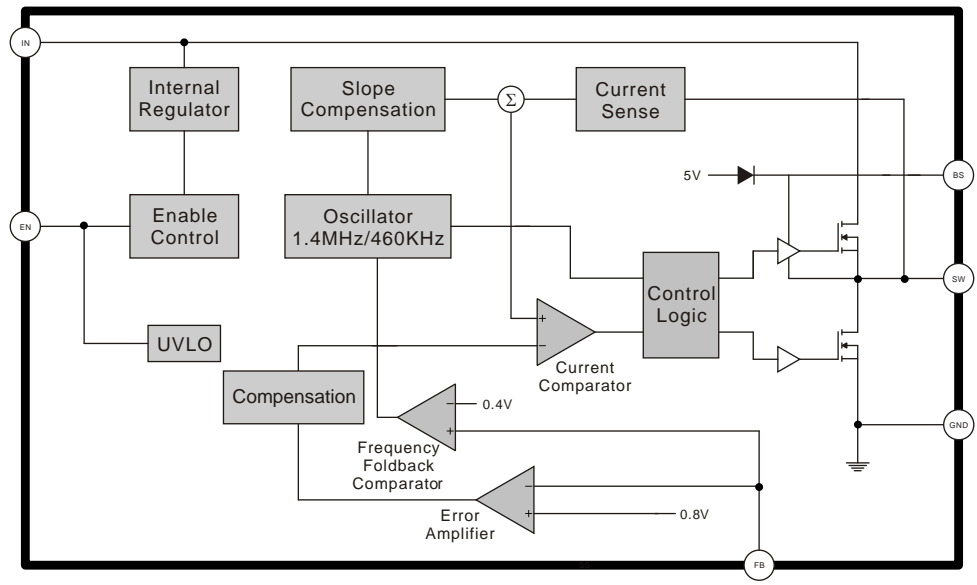 IN
Internal
Regulator
Slope
Compensation
Σ
Current
Sense
5V
BS
EN
Enable
Control
Oscillator
1.4MHz/460KHz
SW
Control
Logic
+
−
Current
Comparator
UVLO
Compensation
− 0.4V
+
GND
Frequency
Foldback
Comparator
−
+ 0.8V
Error
Amplifier
FB